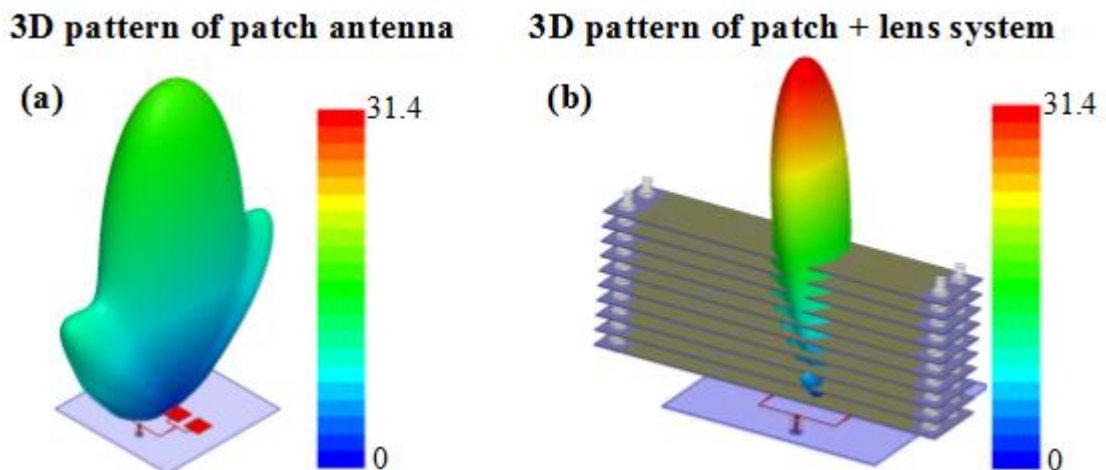 3D pattern of patch antenna
3D pattern of patch + lens system
(a)
31.4
0
(b)
31.4
0